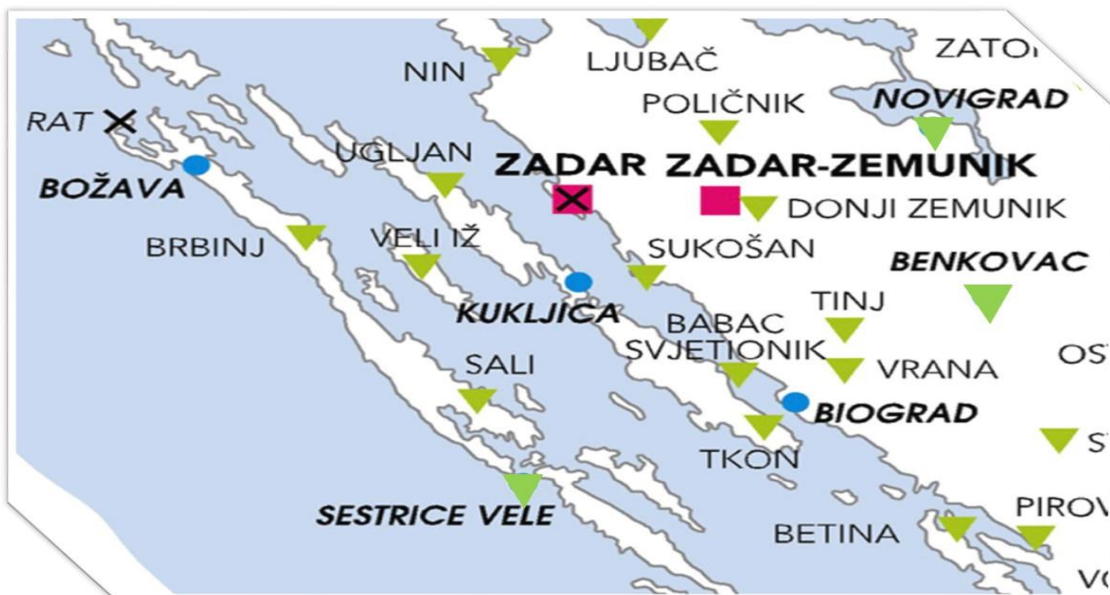 ZATO
NIN
LJUBAČ
POLIČNIK
NOVIGRAD
RAT
UGLJAN
ZADAR
ZADAR-ZEMUNIK
BOŽAVA
DONJI ZEMUNIK
BRBINJ
VELI IŽ
SUKOŠAN
BENKOVAC
KUKLJICA
TINJ
BABAC
SVJETIONIK
OS
SALI
VRANA
BIOGRAD
S
TKON
SESTRICE VELE
PIROV
BETINA